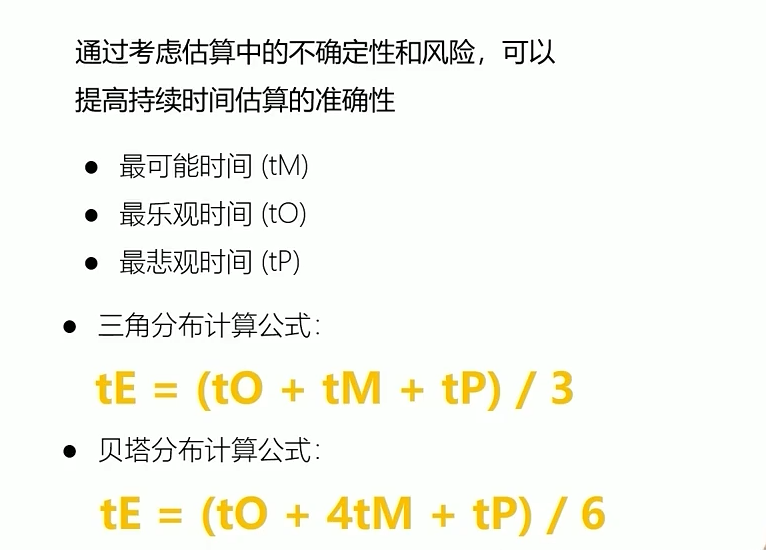 通过考虑估算中的不确定性和风险，可以
提高持续时间估算的准确性
● 最可能时间 (tM)
● 最乐观时间 (tO)
● 最悲观时间 (tP)
● 三角分布计算公式：
tE = (tO + tM + tP) / 3
● 贝塔分布计算公式：
tE = (tO + 4tM + tP) / 6